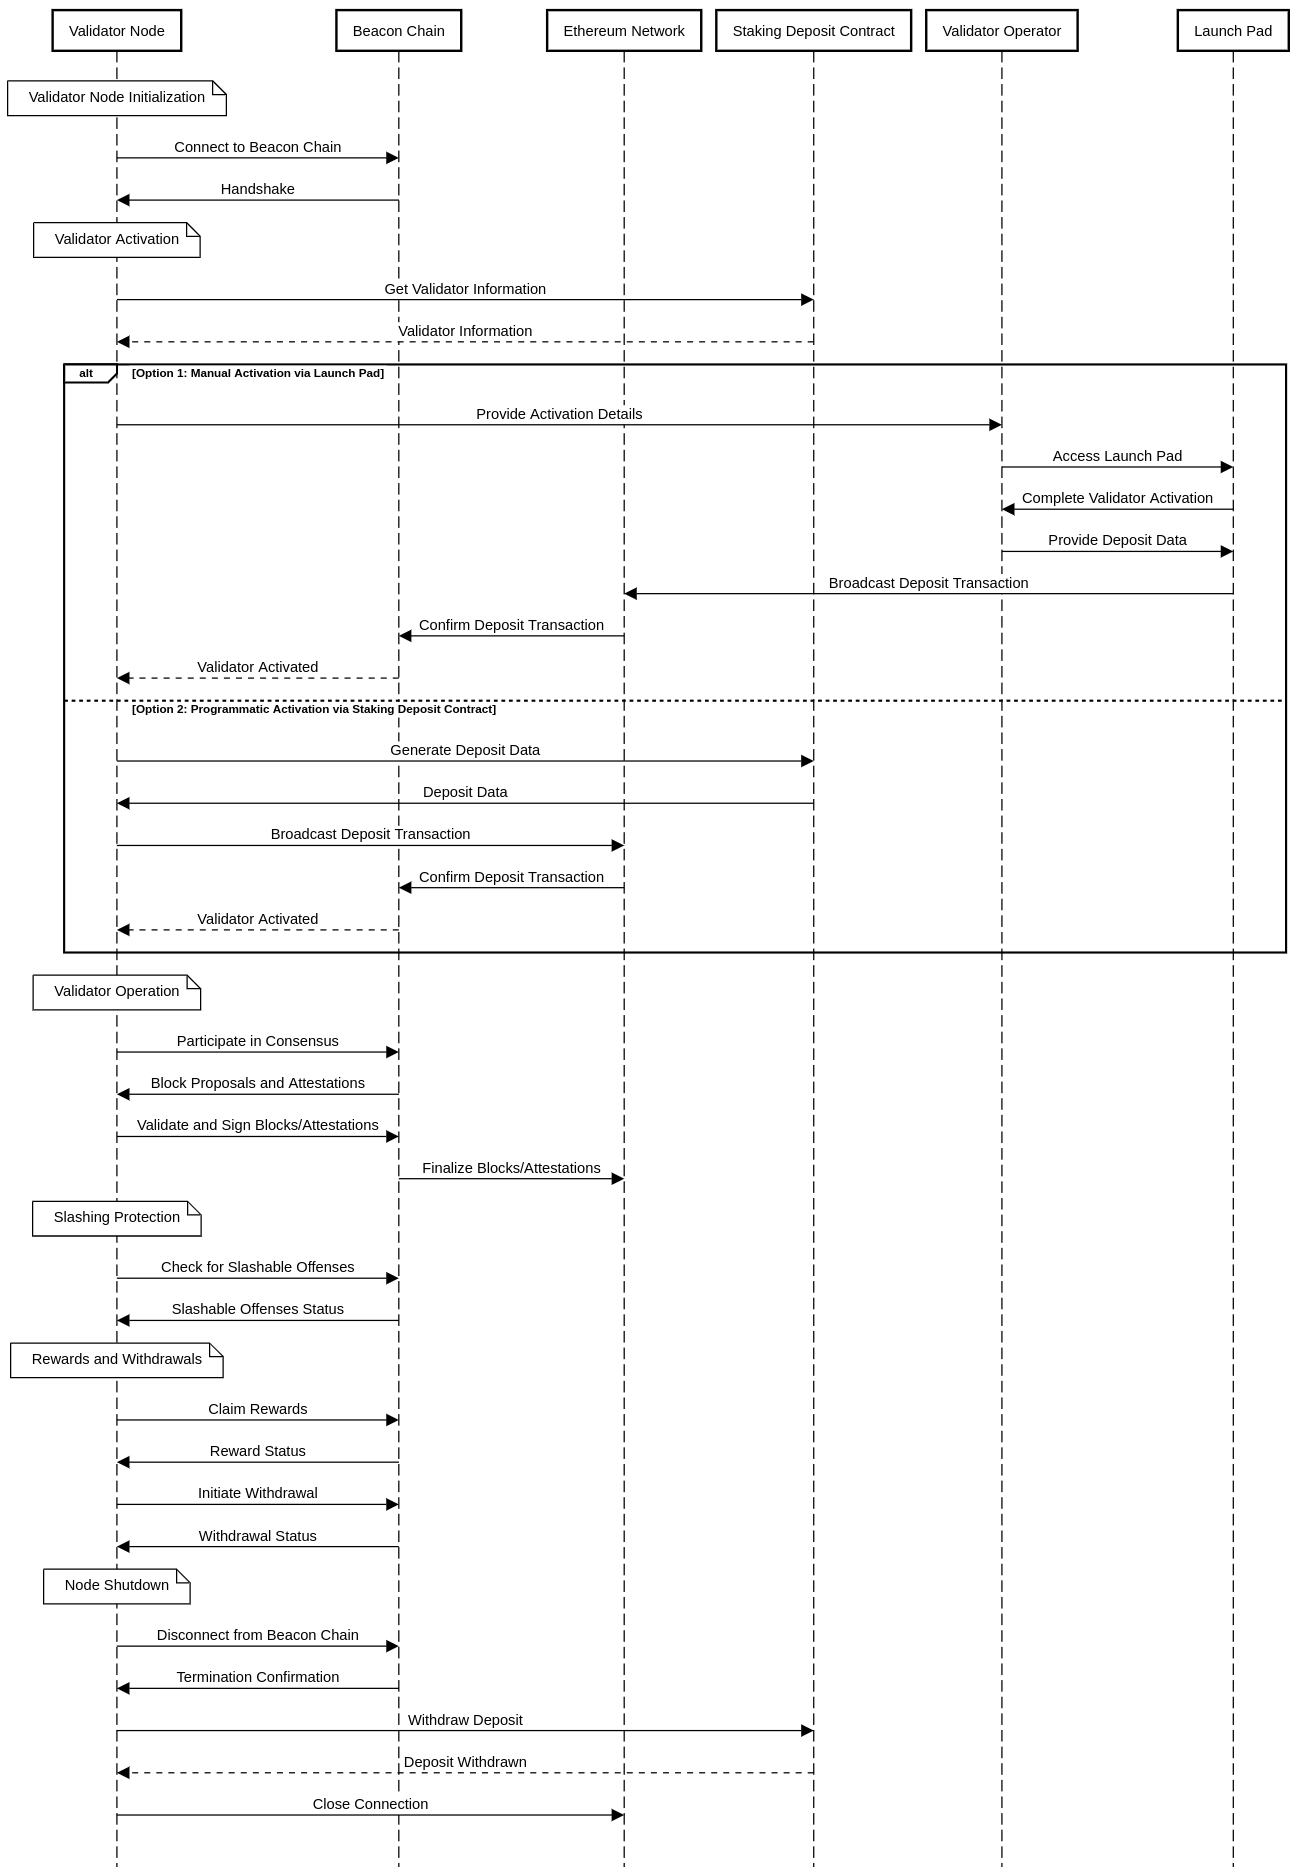 Validator Node
Beacon Chain
Ethereum Network
Staking Deposit Contract
Validator Operator
Launch Pad
Validator Node Initialization
Connect to Beacon Chain
Handshake
Validator Activation
Get Validator Information
Validator Information
alt
[Option 1: Manual Activation via Launch Pad]
Provide Activation Details
Access Launch Pad
Complete Validator Activation
Provide Deposit Data
Broadcast Deposit Transaction
Confirm Deposit Transaction
Validator Activated
[Option 2: Programmatic Activation via Staking Deposit Contract]
Generate Deposit Data
Deposit Data
Broadcast Deposit Transaction
Confirm Deposit Transaction
Validator Activated
Validator Operation
Participate in Consensus
Block Proposals and Attestations
Validate and Sign Blocks/Attestations
Finalize Blocks/Attestations
Slashing Protection
Check for Slashable Offenses
Slashable Offenses Status
Rewards and Withdrawals
Claim Rewards
Reward Status
Initiate Withdrawal
Withdrawal Status
Node Shutdown
Disconnect from Beacon Chain
Termination Confirmation
Withdraw Deposit
Deposit Withdrawn
Close Connection